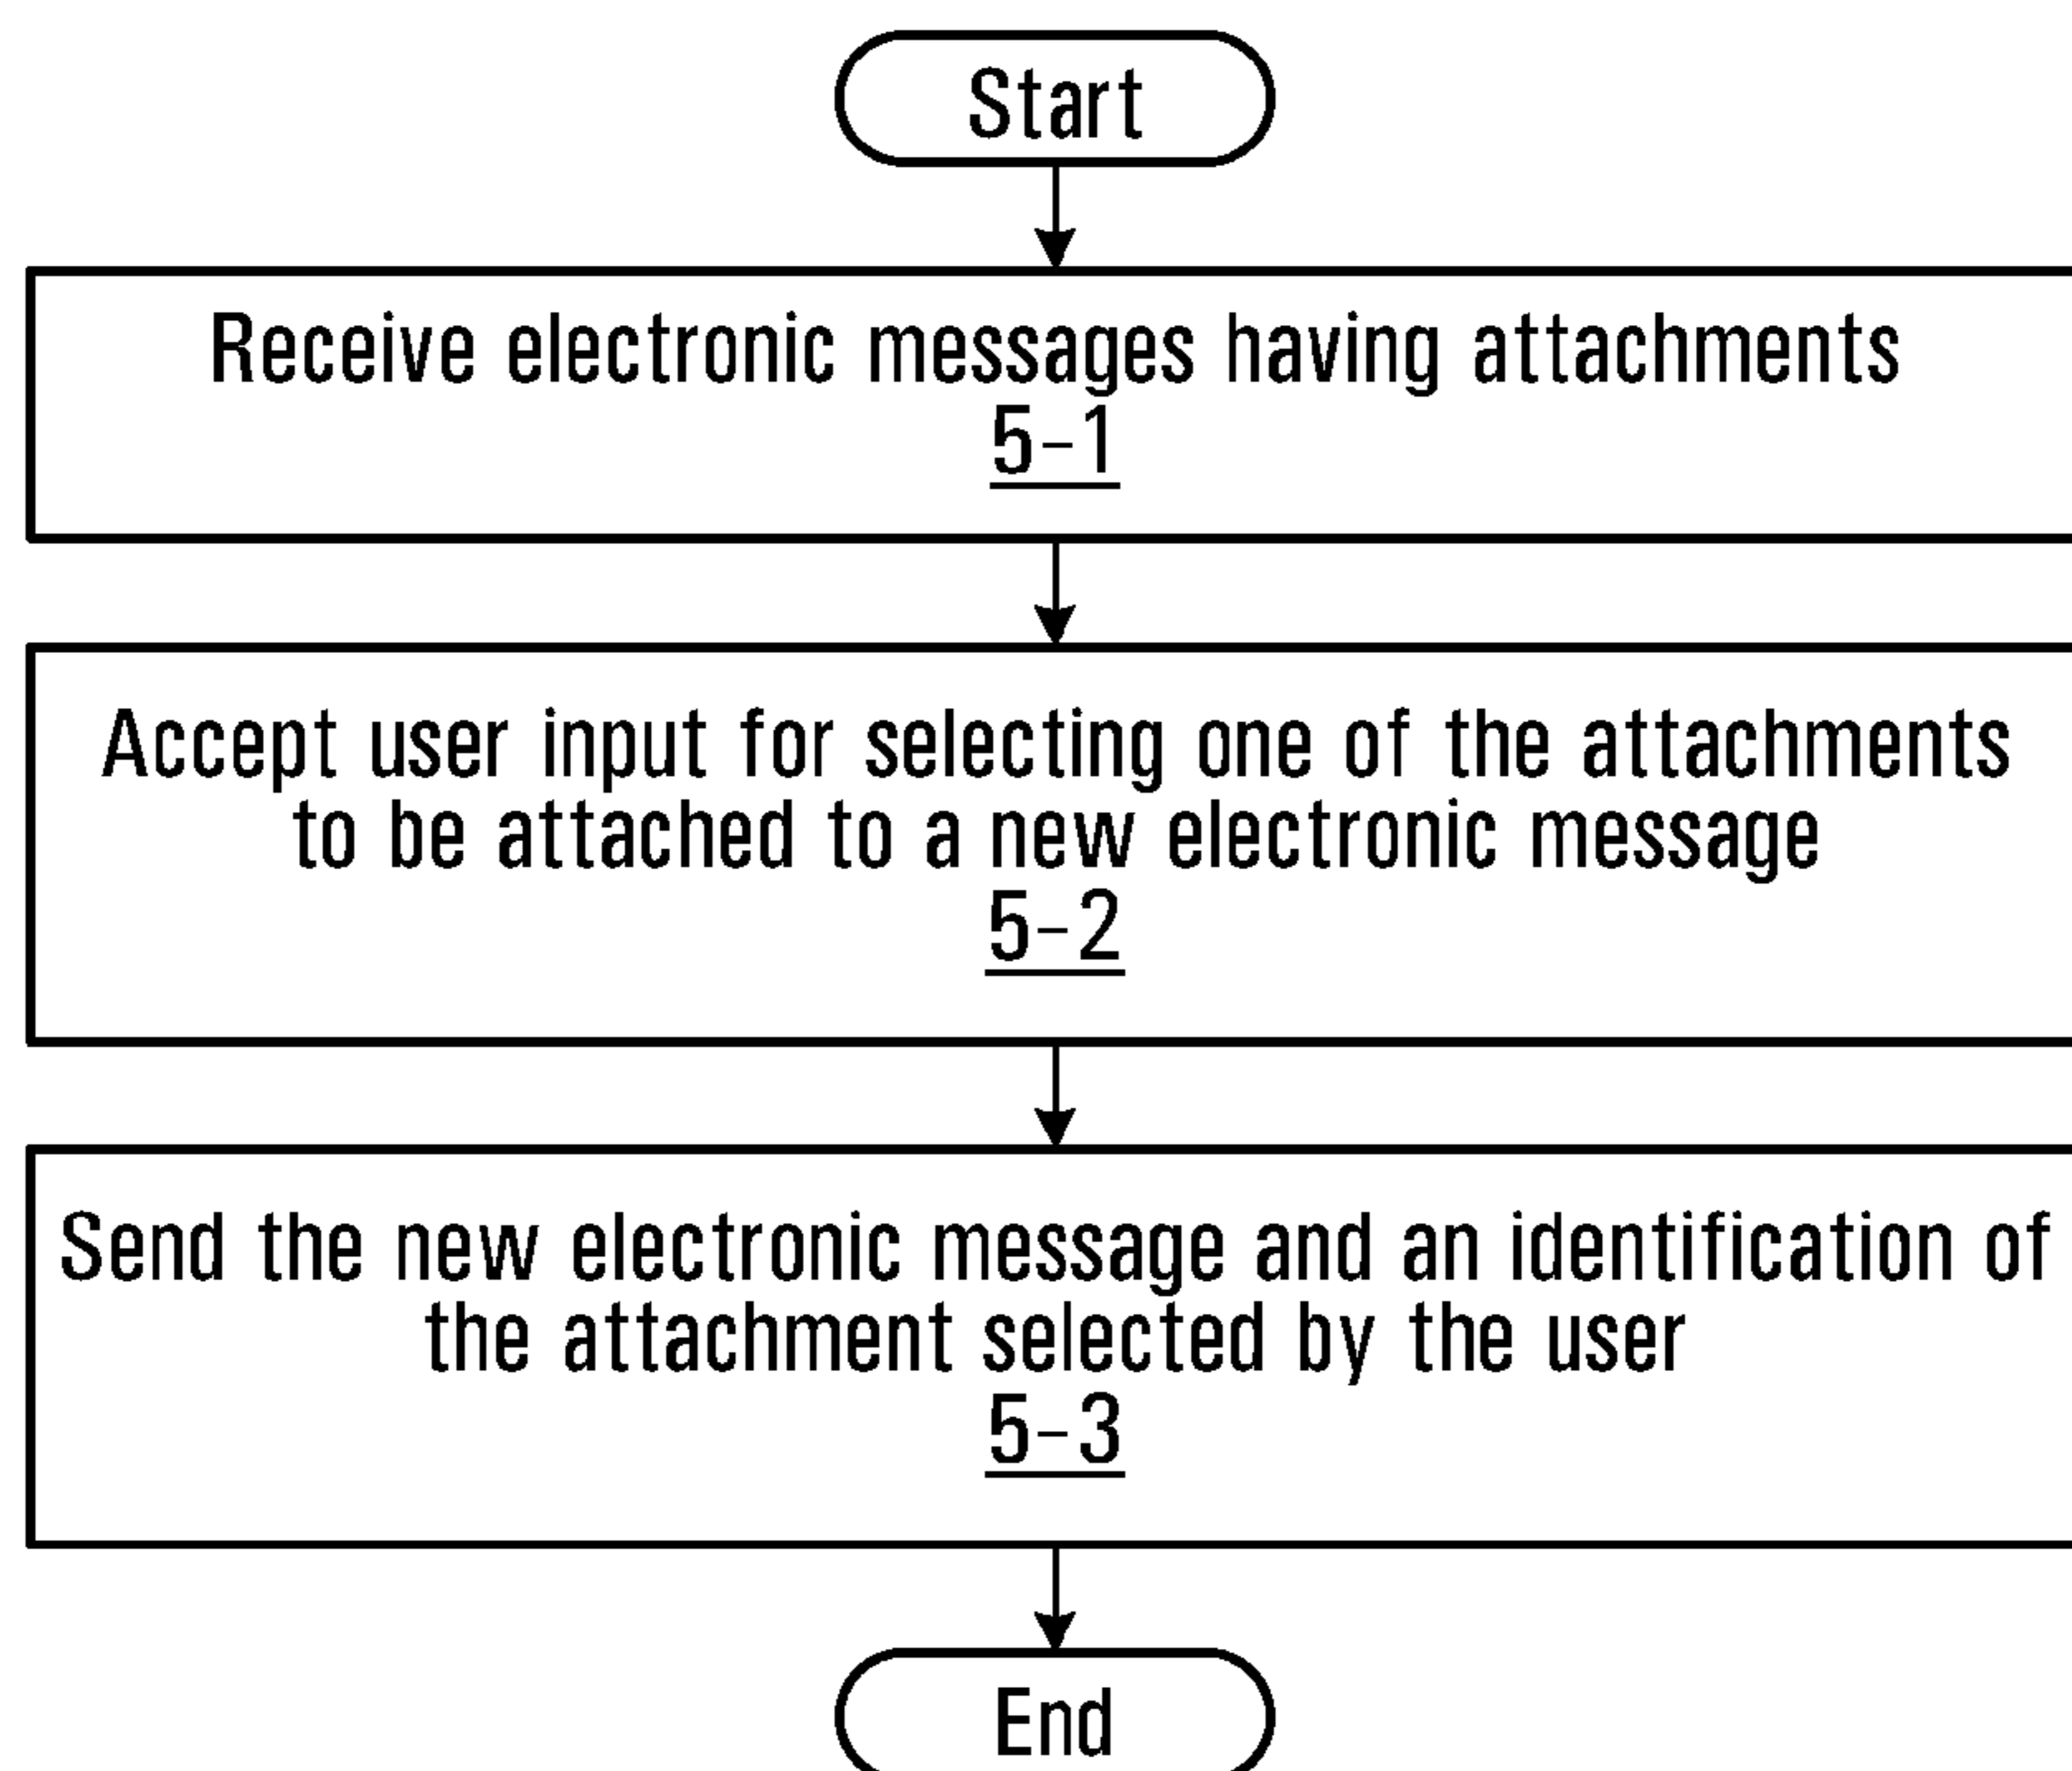 Start
Receive electronic messages having attachments
5-1
Accept user input for selecting one of the attachments
to be attached to a new electronic message
5-2
Send the new electronic message and an identification of
the attachment selected by the user
5-3
End